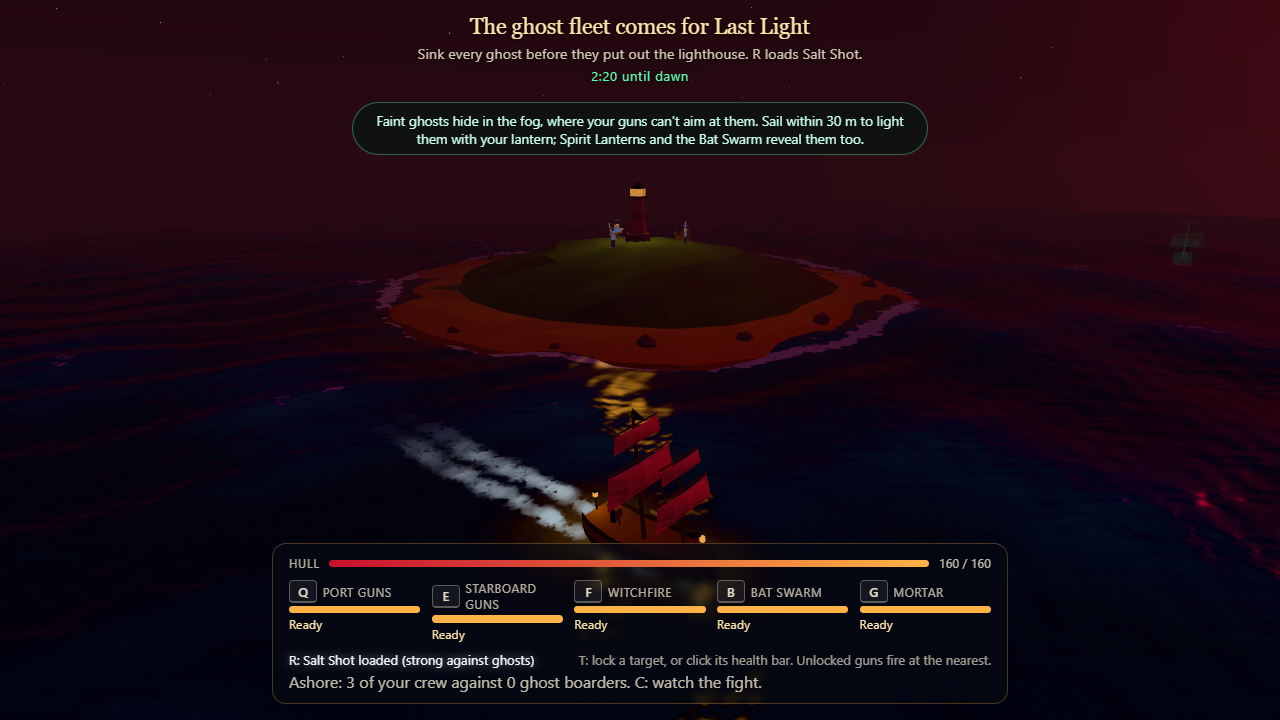 The ghost fleet comes for Last Light
Sink every ghost before they put out the lighthouse. R loads Salt Shot.
2:20 until dawn
Faint ghosts hide in the fog, where your guns can't aim at them. Sail within 30 m to light
them with your lantern; Spirit Lanterns and the Bat Swarm reveal them too.
HULL 160 / 160
Q PORT GUNS
Ready
E STARBOARD
GUNS
Ready
F WITCHFIRE
Ready
B BAT SWARM
Ready
G MORTAR
Ready
R: Salt Shot loaded (strong against ghosts)
T: lock a target, or click its health bar. Unlocked guns fire at the nearest.
Ashore: 3 of your crew against 0 ghost boarders. C: watch the fight.